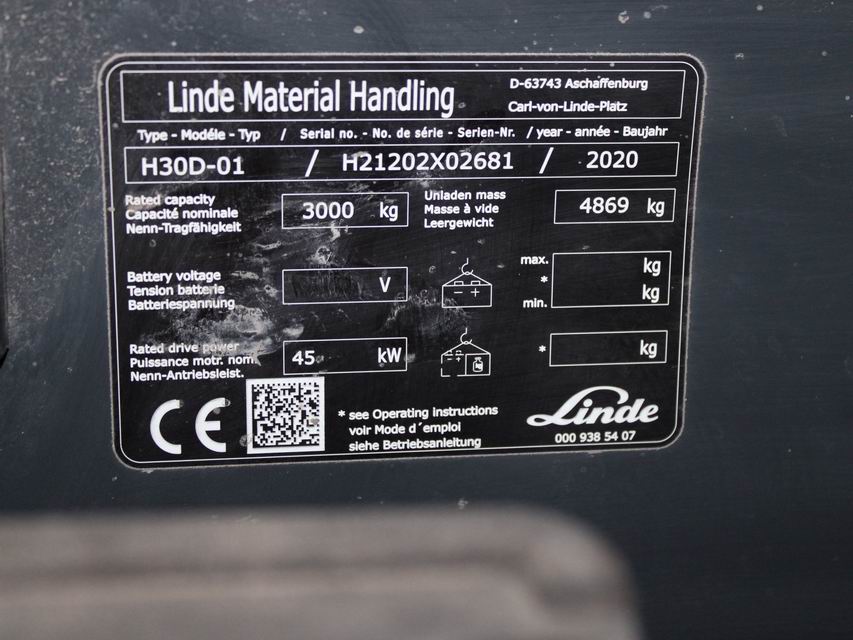 Linde Material Handling
D-63743 Aschaffenburg
Carl-von-Linde-Platz
Type - Modéle - Typ / Serial no. - No. de série - Serien-Nr. / year - année - Baujahr
H30D-01 / H21202X02681 / 2020
Rated capacity
Capacité nominale
Nenn-Tragfähigkeit
3000 kg
Unladen mass
Masse à vide
Leergewicht
4869 kg
Battery voltage
Tension batterie
Batteriespannung
V
- +
max.
*
min.
kg
kg
Rated drive power
Puissance motr. nom.
Nenn-Antriebsleist.
45 kW
- +
kg
* kg
CE
* see Operating instructions
voir Mode d´emploi
siehe Betriebsanleitung
Linde
000 938 54 07